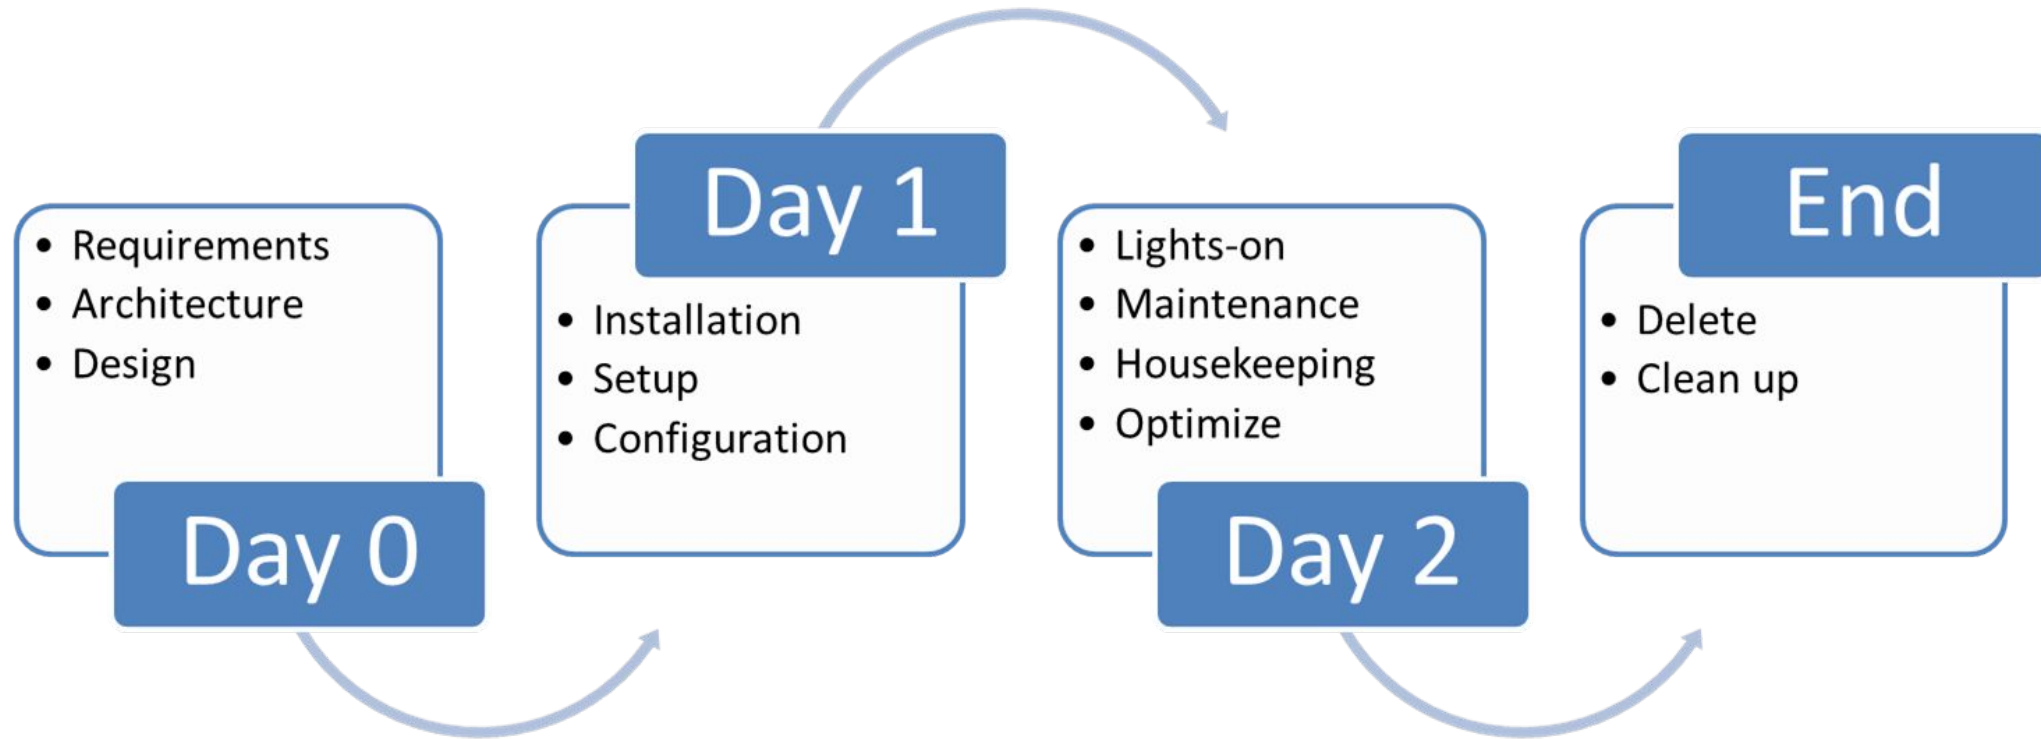 • Requirements
• Architecture
• Design
Day 0
Day 1
• Installation
• Setup
• Configuration
• Lights-on
• Maintenance
• Housekeeping
• Optimize
Day 2
End
• Delete
• Clean up